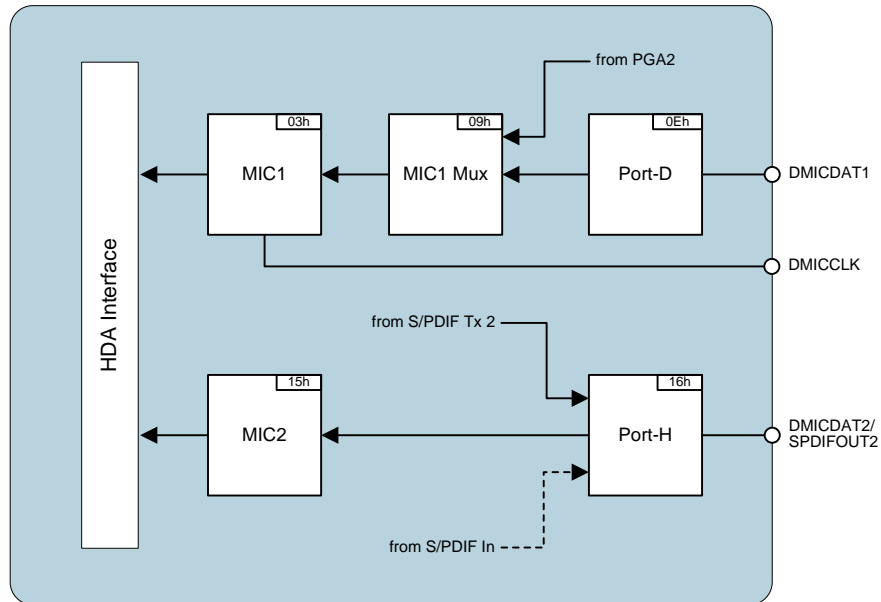 from PGA2
03h
09h
0Eh
MIC1
MIC1 Mux
Port-D
DMICDAT1
DMICCLK
HDA Interface
from S/PDIF Tx 2
15h
16h
MIC2
Port-H
DMICDAT2/
SPDIFOUT2
from S/PDIF In